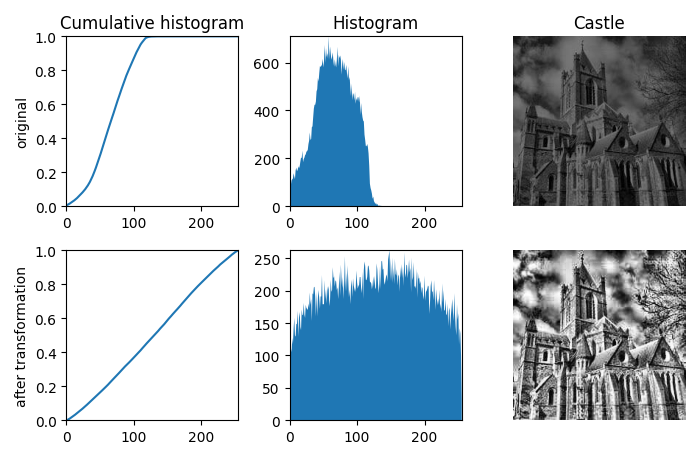 Cumulative histogram
Histogram
Castle
original
1.0
0.8
0.6
0.4
0.2
0.0
0 100 200
600
400
200
0
0 100 200
after transformation
1.0
0.8
0.6
0.4
0.2
0.0
0 100 200
250
200
150
100
50
0
0 100 200